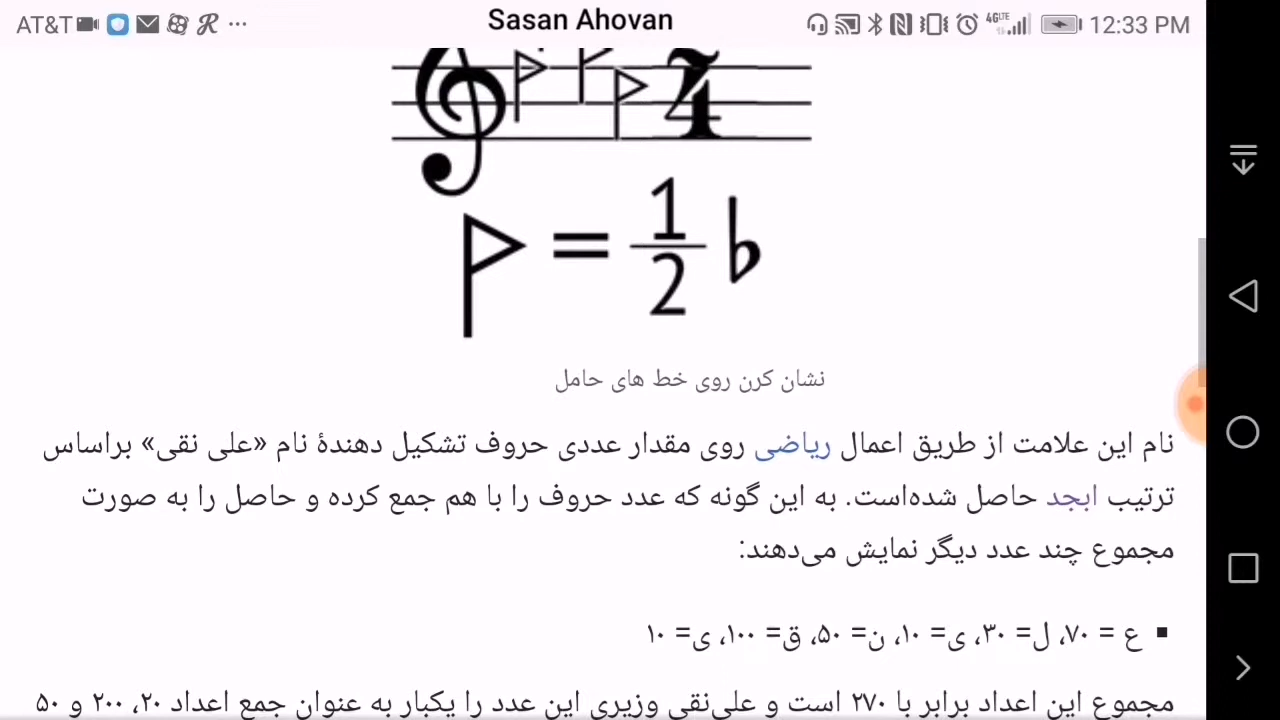 AT&T
Sasan Ahovan
4G LTE
12:33 PM
4
= 1/2 b
نشان کرن روی خط های حامل
نام این علامت از طریق اعمال ریاضی روی مقدار عددی حروف تشکیل دهندهٔ نام «علی نقی» براساس
ترتیب ابجد حاصل شده‌است. به این گونه که عدد حروف را با هم جمع کرده و حاصل را به صورت
مجموع چند عدد دیگر نمایش می‌دهند:
ع = ۷۰، ل= ۳۰، ی= ۱۰، ن= ۵۰، ق= ۱۰۰، ی= ۱۰
مجموع این اعداد برابر با ۲۷۰ است و علی‌نقی وزیری این عدد را یکبار به عنوان جمع اعداد ۲۰، ۲۰۰ و ۵۰